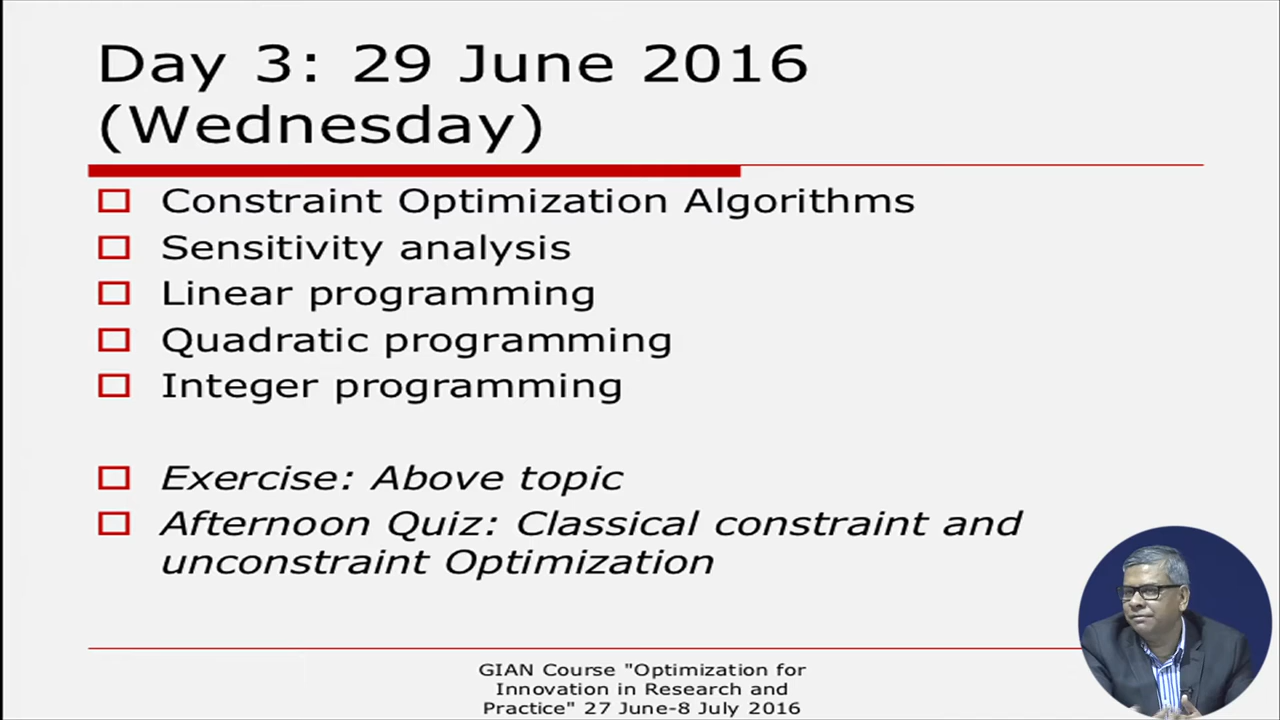 Day 3: 29 June 2016
(Wednesday)
Constraint Optimization Algorithms
Sensitivity analysis
Linear programming
Quadratic programming
Integer programming
Exercise: Above topic
Afternoon Quiz: Classical constraint and
unconstraint Optimization
GIAN Course "Optimization for
Innovation in Research and
Practice" 27 June-8 July 2016